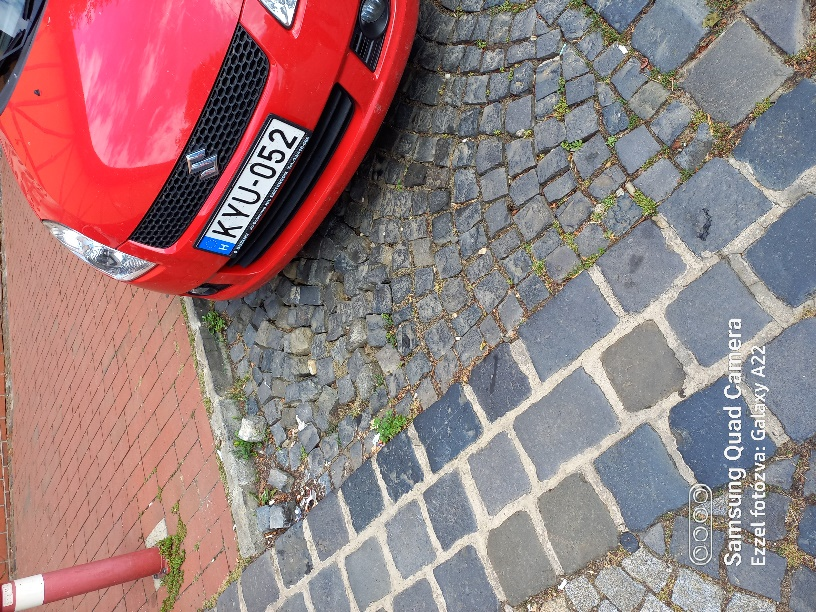 KYU-052
H
Samsung Quad Camera
Ezzel fotózva: Galaxy A22